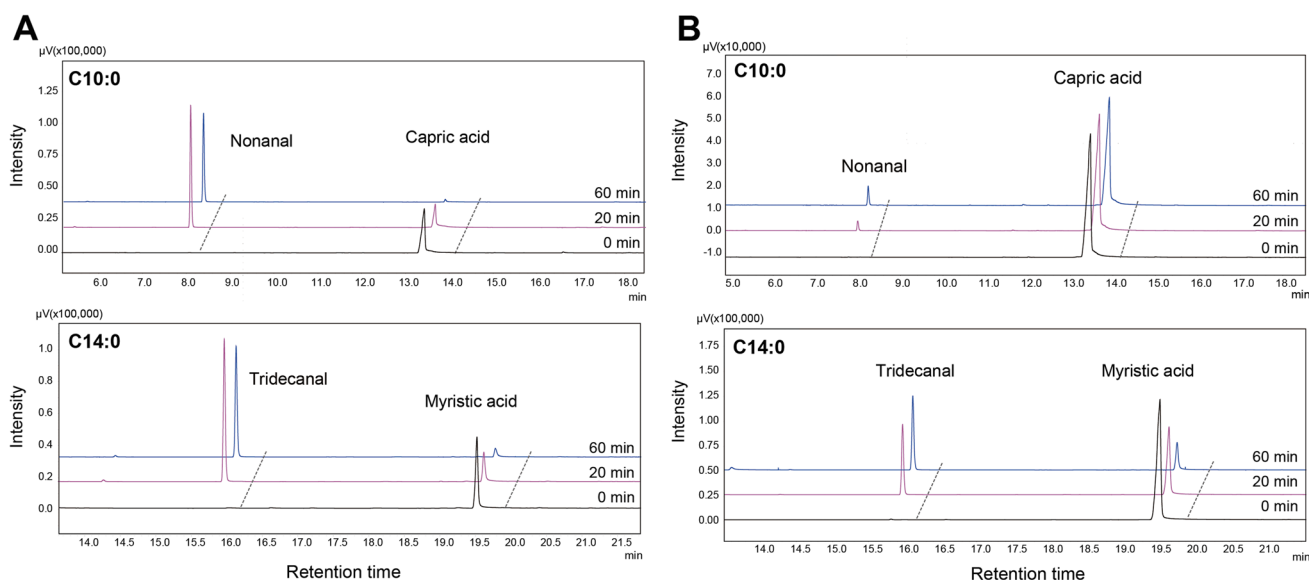 A
µV(x100,000)
C10:0
Intensity
1.25
1.00
0.75
0.50
0.25
0.00
Nonanal
Capric acid
60 min
20 min
0 min
6.0 7.0 8.0 9.0 10.0 11.0 12.0 13.0 14.0 15.0 16.0 17.0 18.0
min
µV(x100,000)
C14:0
Intensity
1.0
0.8
0.6
0.4
0.2
0.0
Tridecanal
Myristic acid
60 min
20 min
0 min
14.0 14.5 15.0 15.5 16.0 16.5 17.0 17.5 18.0 18.5 19.0 19.5 20.0 20.5 21.0 21.5
min
Retention time
B
µV(x10,000)
C10:0
Intensity
7.0
6.0
5.0
4.0
3.0
2.0
1.0
0.0
-1.0
Nonanal
Capric acid
60 min
20 min
0 min
5.0 6.0 7.0 8.0 9.0 10.0 11.0 12.0 13.0 14.0 15.0 16.0 17.0 18.0
min
µV(x100,000)
C14:0
Intensity
1.75
1.50
1.25
1.00
0.75
0.50
0.25
0.00
Tridecanal
Myristic acid
60 min
20 min
0 min
14.0 14.5 15.0 15.5 16.0 16.5 17.0 17.5 18.0 18.5 19.0 19.5 20.0 20.5 21.0
min
Retention time